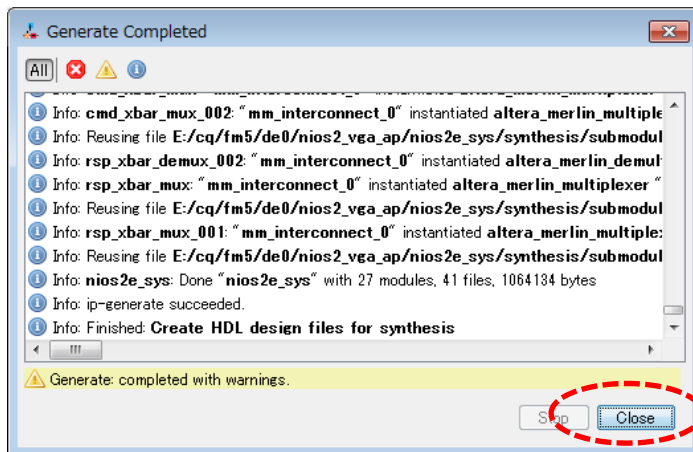 Generate Completed
All
Info: cmd_xbar_mux_002: "mm_interconnect_0" instantiated altera_merlin_multiple
Info: Reusing file E:/cq/fm5/de0/nios2_vga_ap/nios2e_sys/synthesis/submodul
Info: rsp_xbar_demux_002: "mm_interconnect_0" instantiated altera_merlin_demul
Info: rsp_xbar_mux: "mm_interconnect_0" instantiated altera_merlin_multiplexer "
Info: Reusing file E:/cq/fm5/de0/nios2_vga_ap/nios2e_sys/synthesis/submodul
Info: rsp_xbar_mux_001: "mm_interconnect_0" instantiated altera_merlin_multiple
Info: Reusing file E:/cq/fm5/de0/nios2_vga_ap/nios2e_sys/synthesis/submodul
Info: nios2e_sys: Done "nios2e_sys" with 27 modules, 41 files, 1064134 bytes
Info: ip-generate succeeded.
Info: Finished: Create HDL design files for synthesis
Generate: completed with warnings.
Stop Close